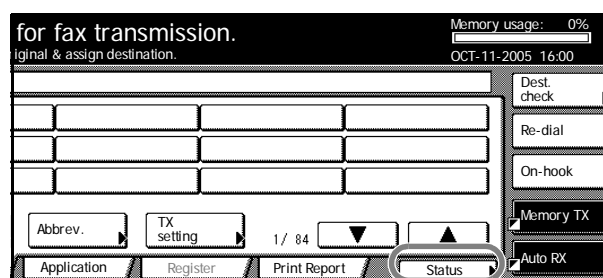 for fax transmission.
Memory usage: 0%
iginal & assign destination.
OCT-11-2005 16:00
Dest.
check
Re-dial
On-hook
Abbrev.
TX
setting
1/ 84
Memory TX
Application
Register
Print Report
Status
Auto RX